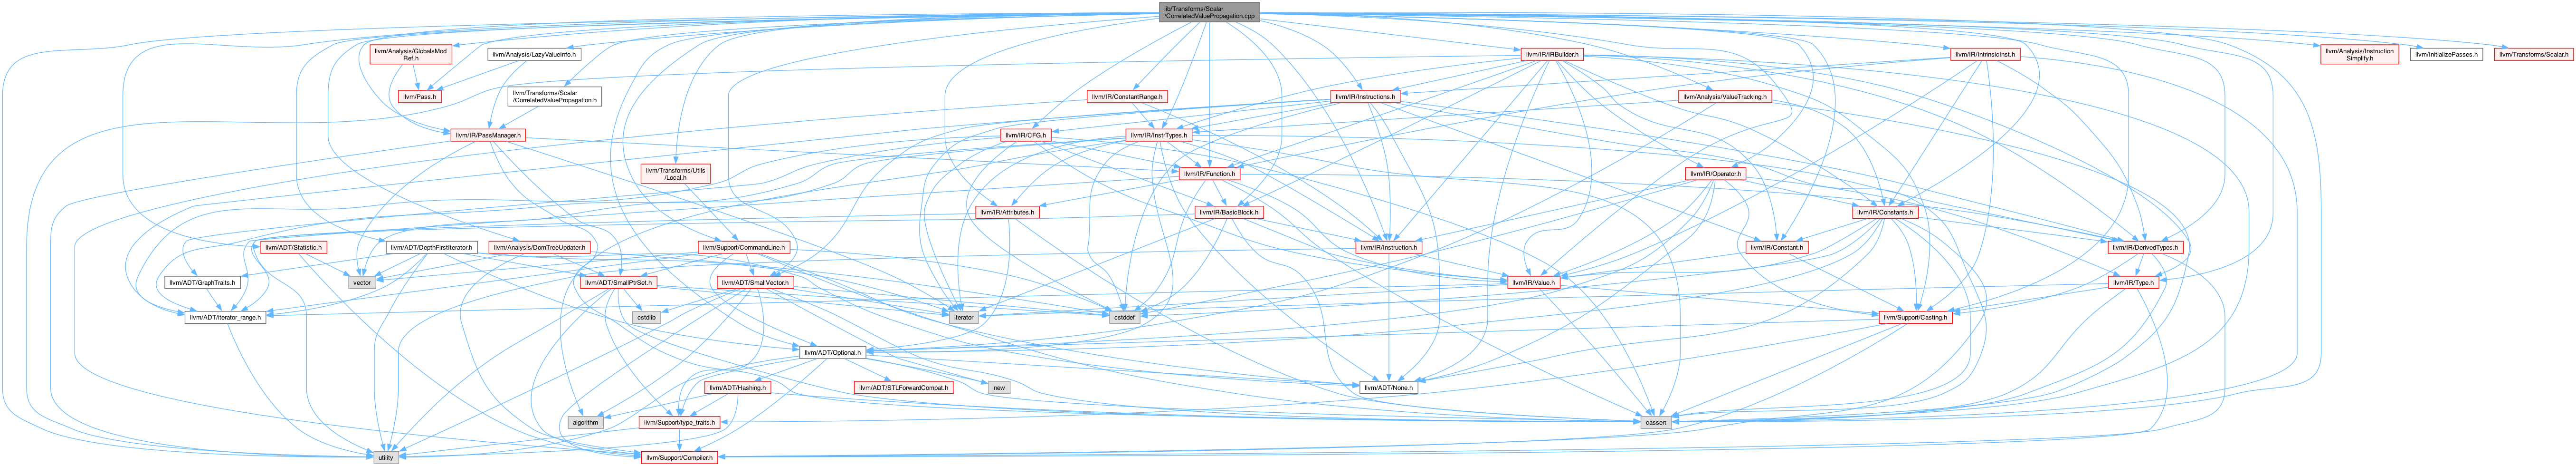 lib/Transforms/Scalar
/CorrelatedValuePropagation.cpp
llvm/Analysis/GlobalsMod
Ref.h
llvm/Analysis/LazyValueInfo.h
llvm/IR/IRBuilder.h
llvm/IR/IntrinsicInst.h
llvm/Analysis/Instruction
Simplify.h
llvm/InitializePasses.h
llvm/Transforms/Scalar.h
llvm/Pass.h
llvm/Transforms/Scalar
/CorrelatedValuePropagation.h
llvm/IR/ConstantRange.h
llvm/IR/Instructions.h
llvm/Analysis/ValueTracking.h
llvm/IR/PassManager.h
llvm/IR/CFG.h
llvm/IR/InstrTypes.h
llvm/Transforms/Utils
/Local.h
llvm/IR/Function.h
llvm/IR/Operator.h
llvm/IR/Attributes.h
llvm/IR/BasicBlock.h
llvm/IR/Constants.h
llvm/ADT/Statistic.h
llvm/ADT/DepthFirstIterator.h
llvm/Analysis/DomTreeUpdater.h
llvm/Support/CommandLine.h
llvm/IR/Instruction.h
llvm/IR/Constant.h
llvm/IR/DerivedTypes.h
llvm/ADT/GraphTraits.h
vector
llvm/ADT/SmallPtrSet.h
llvm/ADT/SmallVector.h
llvm/IR/Value.h
llvm/IR/Type.h
llvm/ADT/iterator_range.h
cstdlib
iterator
cstddef
llvm/Support/Casting.h
llvm/ADT/Optional.h
llvm/ADT/Hashing.h
llvm/ADT/STLForwardCompat.h
new
llvm/ADT/None.h
algorithm
llvm/Support/type_traits.h
cassert
utility
llvm/Support/Compiler.h